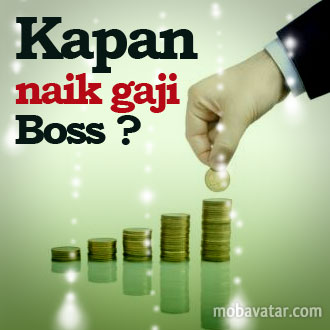 Kapan
naik gaji
Boss ?
mobavatar.com